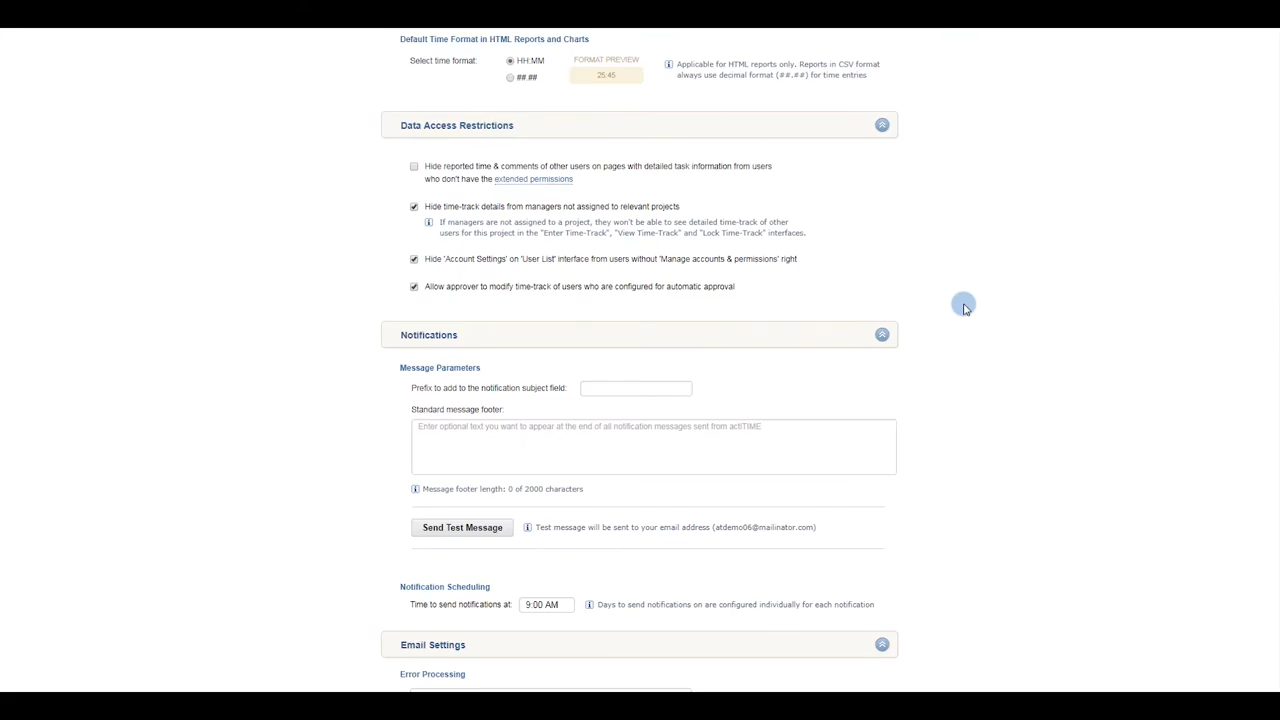 Default Time Format in HTML Reports and Charts
Select time format:
HH:MM
##.##
FORMAT PREVIEW
25:45
Applicable for HTML reports only. Reports in CSV format
always use decimal format (##.##) for time entries
Data Access Restrictions
Hide reported time & comments of other users on pages with detailed task information from users
who don't have the extended permissions
Hide time-track details from managers not assigned to relevant projects
If managers are not assigned to a project, they won't be able to see detailed time-track of other
users for this project in the "Enter Time-Track", "View Time-Track" and "Lock Time-Track" interfaces.
Hide 'Account Settings' on 'User List' interface from users without 'Manage accounts & permissions' right
Allow approver to modify time-track of users who are configured for automatic approval
Notifications
Message Parameters
Prefix to add to the notification subject field:
Standard message footer:
Enter optional text you want to appear at the end of all notification messages sent from actiTIME
Message footer length: 0 of 2000 characters
Send Test Message
Test message will be sent to your email address (atdemo06@mailinator.com)
Notification Scheduling
Time to send notifications at: 9:00 AM
Days to send notifications on are configured individually for each notification
Email Settings
Error Processing